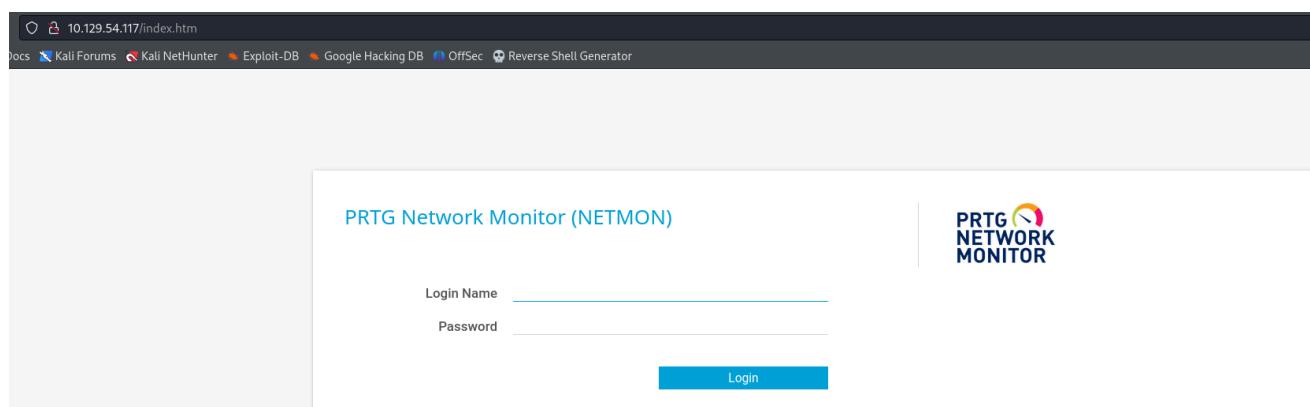 10.129.54.117/index.htm
Docs Kali Forums Kali NetHunter Exploit-DB Google Hacking DB OffSec Reverse Shell Generator
PRTG Network Monitor (NETMON)
PRTG
NETWORK
MONITOR
Login Name
Password
Login